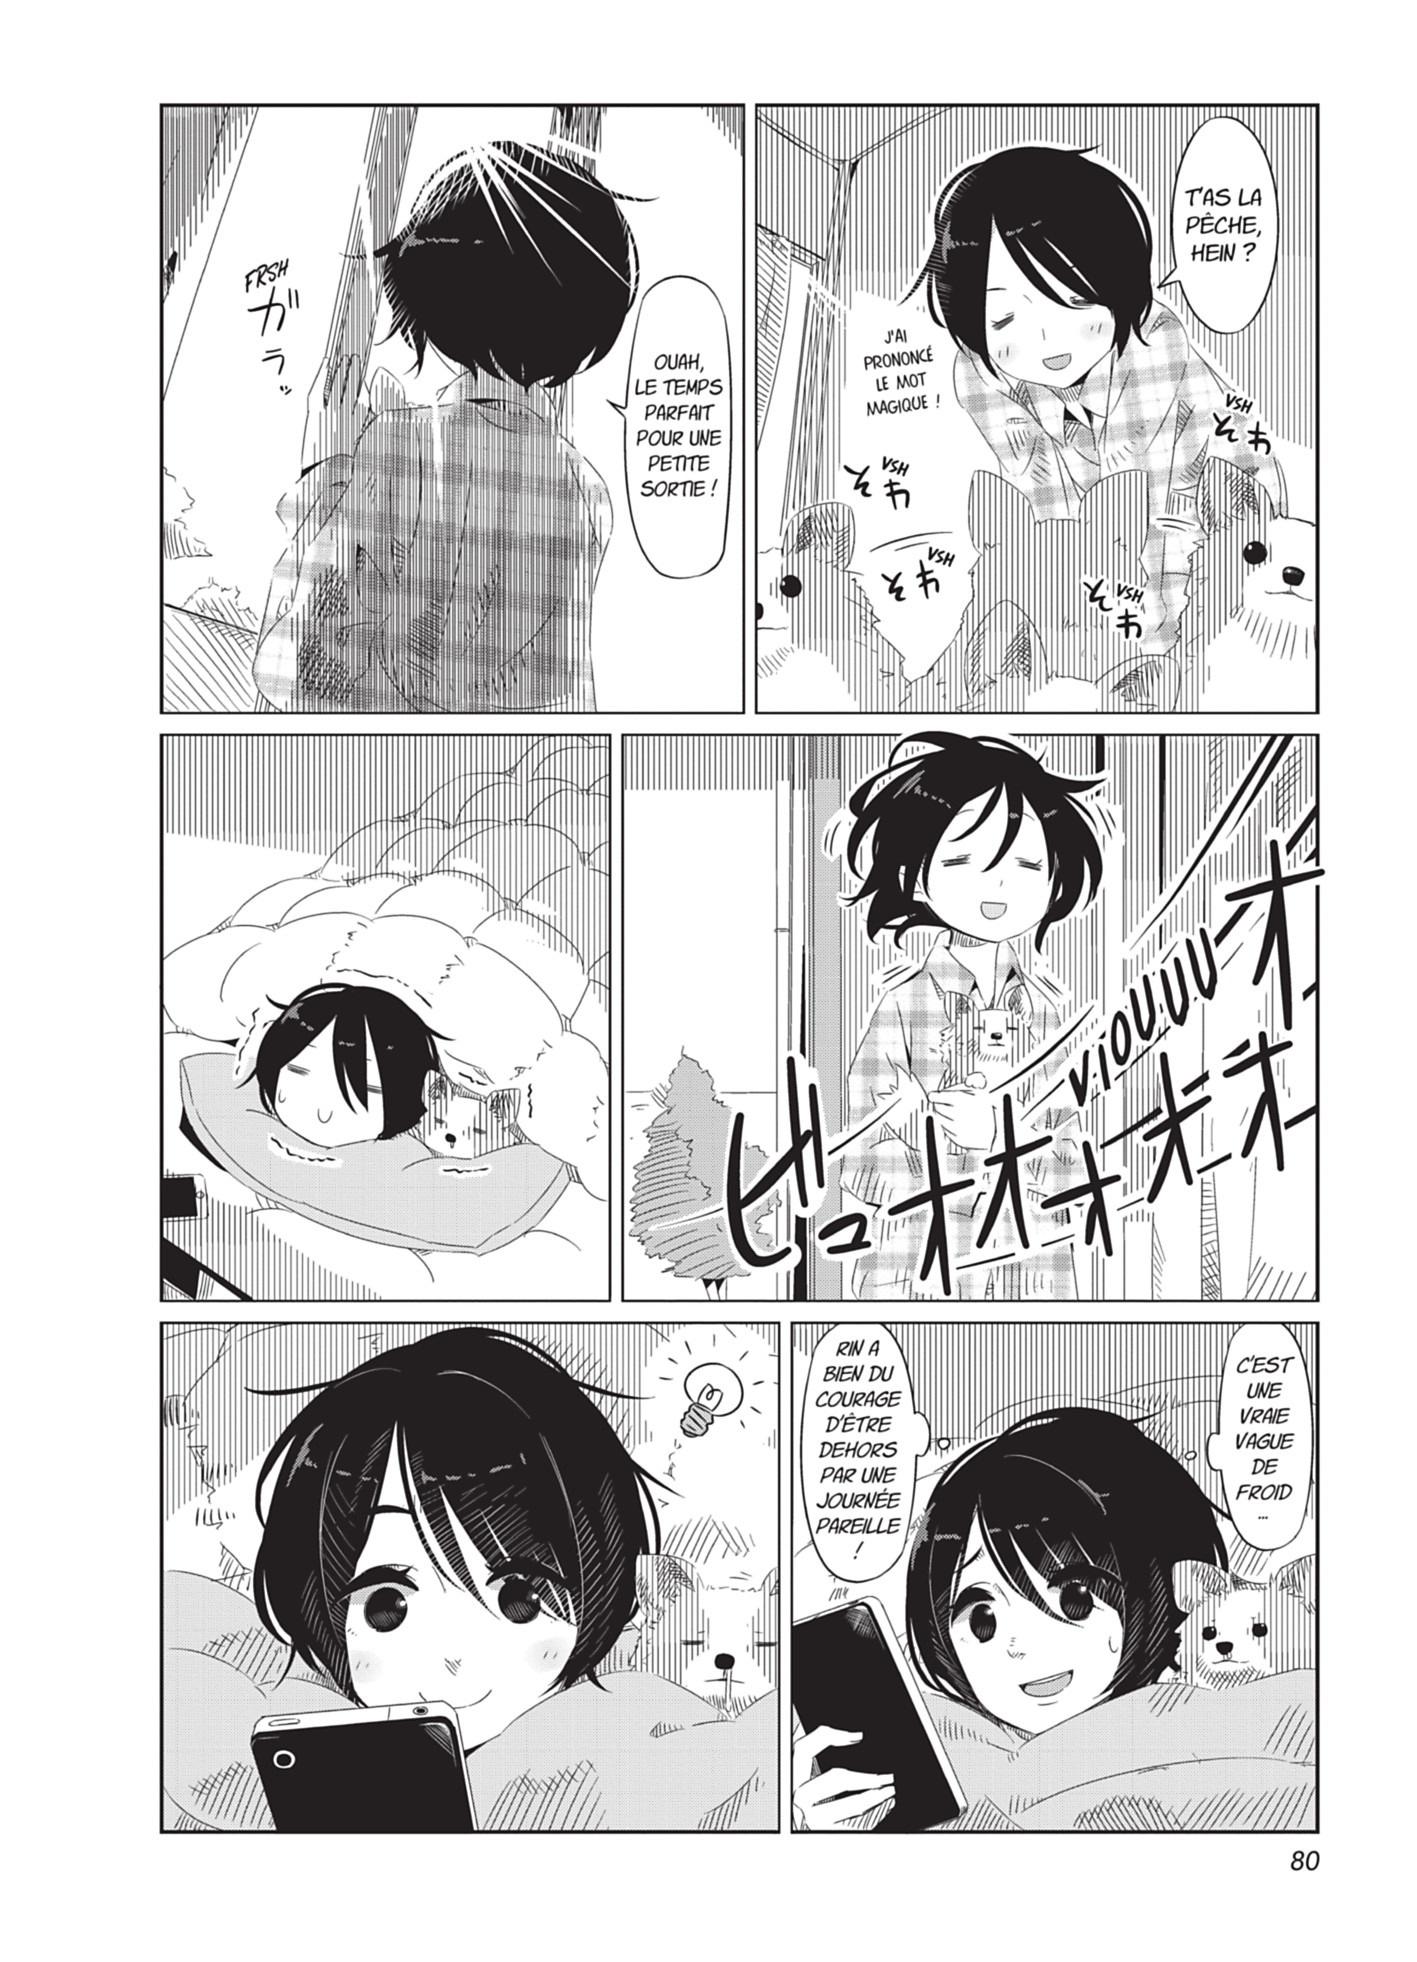 T'AS LA
PÊCHE,
HEIN ?
J'AI
PRONONCÉ
LE MOT
MAGIQUE !
VSH
そわ
VSH
そわ
VSH
そわ
VSH
そわ
OUAH,
LE TEMPS
PARFAIT
POUR UNE
PETITE
SORTIE !
FRSH
ガラッ
VIOUUU
ビュオオオオオオ
C'EST
UNE
VRAIE
VAGUE
DE
FROID
...
RIN A
BIEN DU
COURAGE
D'ÊTRE
DEHORS
PAR UNE
JOURNÉE
PAREILLE
!
80